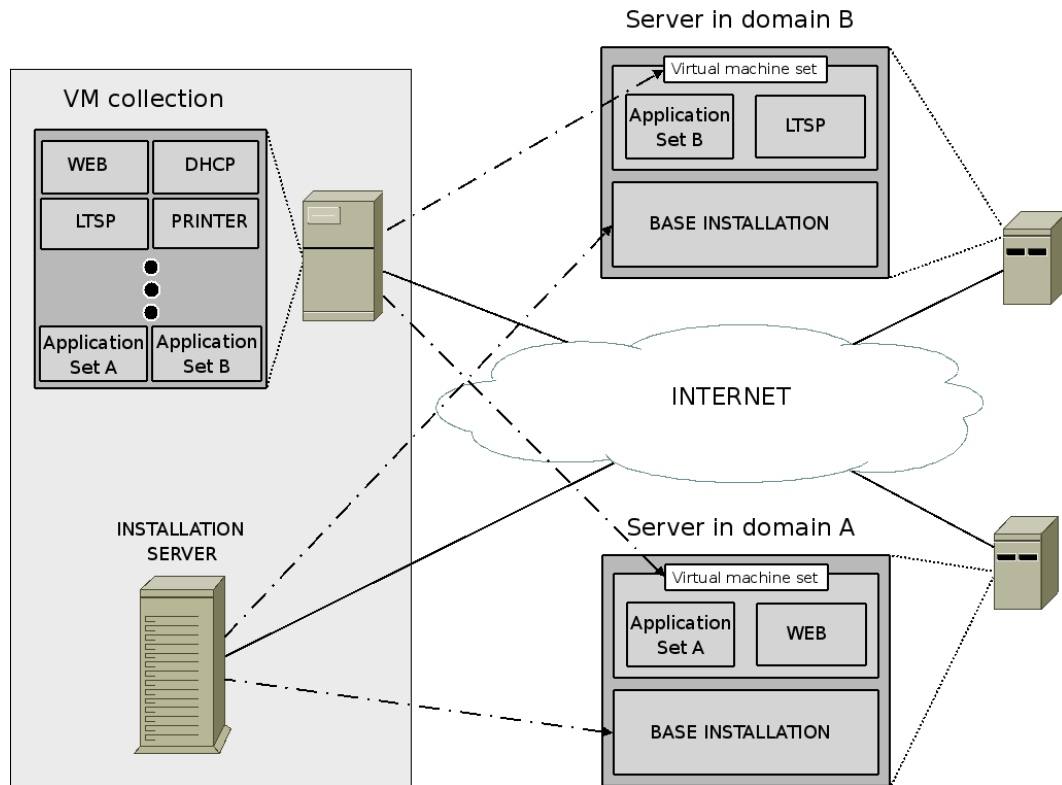 Server in domain B
Virtual machine set
Application
Set B
LTSP
BASE INSTALLATION
VM collection
WEB
DHCP
LTSP
PRINTER
Application
Set A
Application
Set B
INTERNET
INSTALLATION
SERVER
Server in domain A
Virtual machine set
Application
Set A
WEB
BASE INSTALLATION